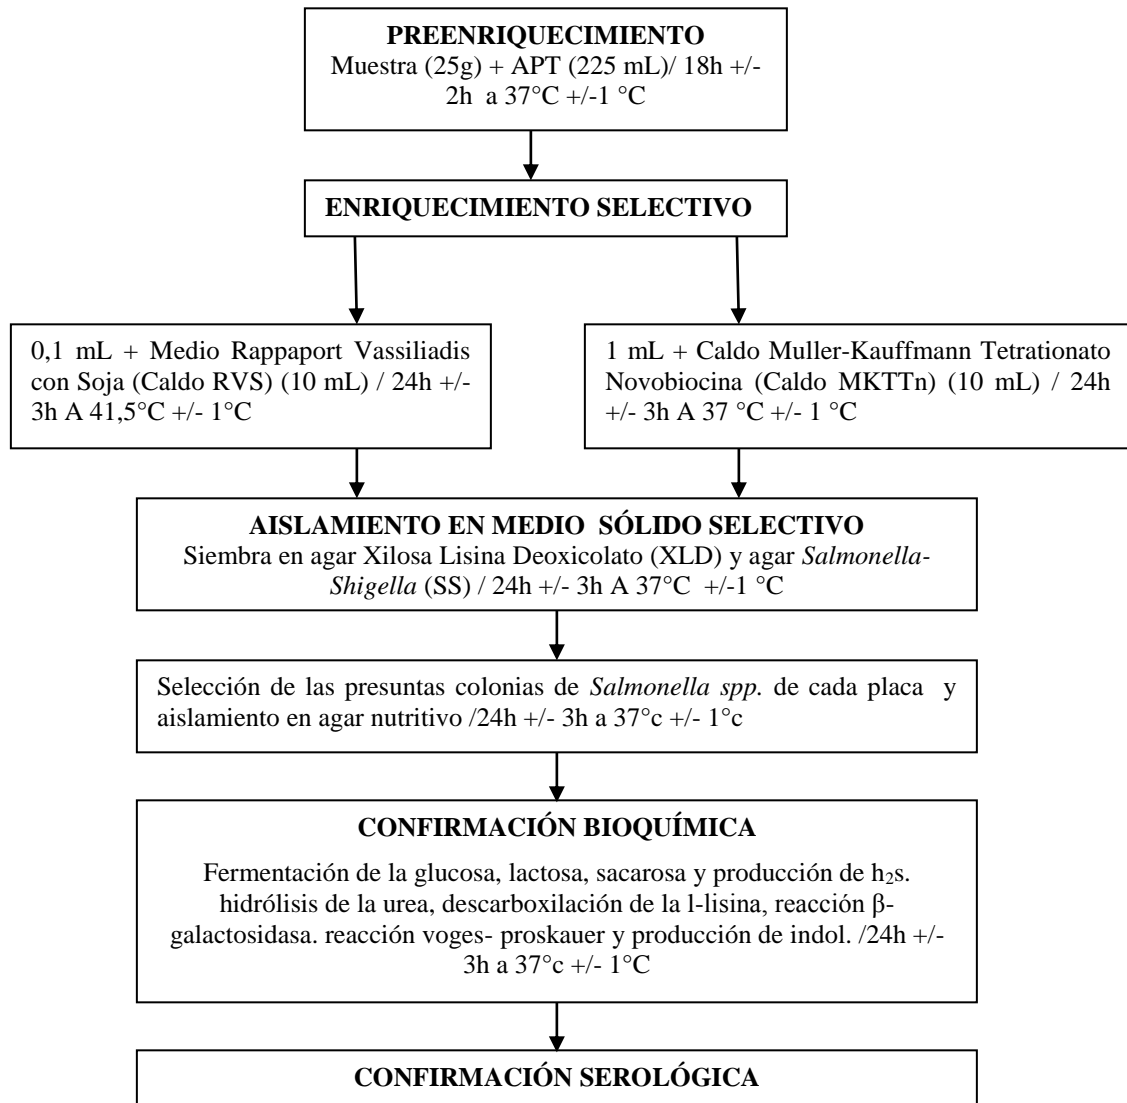 PREENRIQUECIMIENTO
Muestra (25g) + APT (225 mL)/ 18h +/-
2h a 37°C +/-1 °C
ENRIQUECIMIENTO SELECTIVO
0,1 mL + Medio Rappaport Vassiliadis
con Soja (Caldo RVS) (10 mL) / 24h +/-
3h A 41,5°C +/- 1°C
1 mL + Caldo Muller-Kauffmann Tetrationato
Novobiocina (Caldo MKTTn) (10 mL) / 24h
+/- 3h A 37 °C +/- 1 °C
AISLAMIENTO EN MEDIO SÓLIDO SELECTIVO
Siembra en agar Xilosa Lisina Deoxicolato (XLD) y agar Salmonella-
Shigella (SS) / 24h +/- 3h A 37°C +/-1 °C
Selección de las presuntas colonias de Salmonella spp. de cada placa y
aislamiento en agar nutritivo /24h +/- 3h a 37°c +/- 1°c
CONFIRMACIÓN BIOQUÍMICA
Fermentación de la glucosa, lactosa, sacarosa y producción de h₂s.
hidrólisis de la urea, descarboxilación de la l-lisina, reacción β-
galactosidasa. reacción voges- proskauer y producción de indol. /24h +/-
3h a 37°c +/- 1°C
CONFIRMACIÓN SEROLÓGICA